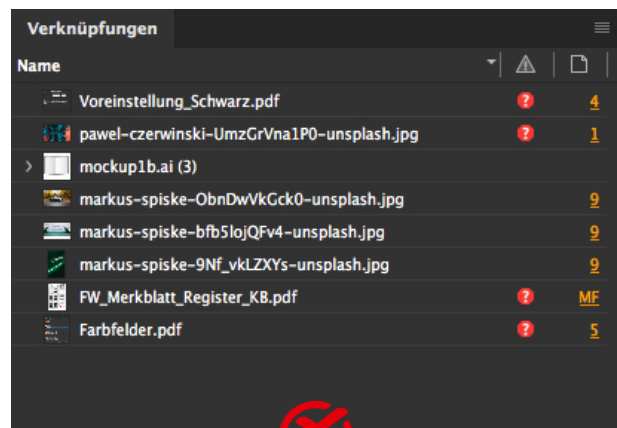 Verknüpfungen
Name
Voreinstellung_Schwarz.pdf ? 4
pawel-czerwinski-UmzGrVna1P0-unsplash.jpg ? 1
> mockup1b.ai (3)
markus-spiske-ObnDwVkGck0-unsplash.jpg 9
markus-spiske-bfb5lojQFv4-unsplash.jpg 9
markus-spiske-9Nf_vkLZXYs-unsplash.jpg 9
FW_Merkblatt_Register_KB.pdf ? MF
Farbfelder.pdf ? 5